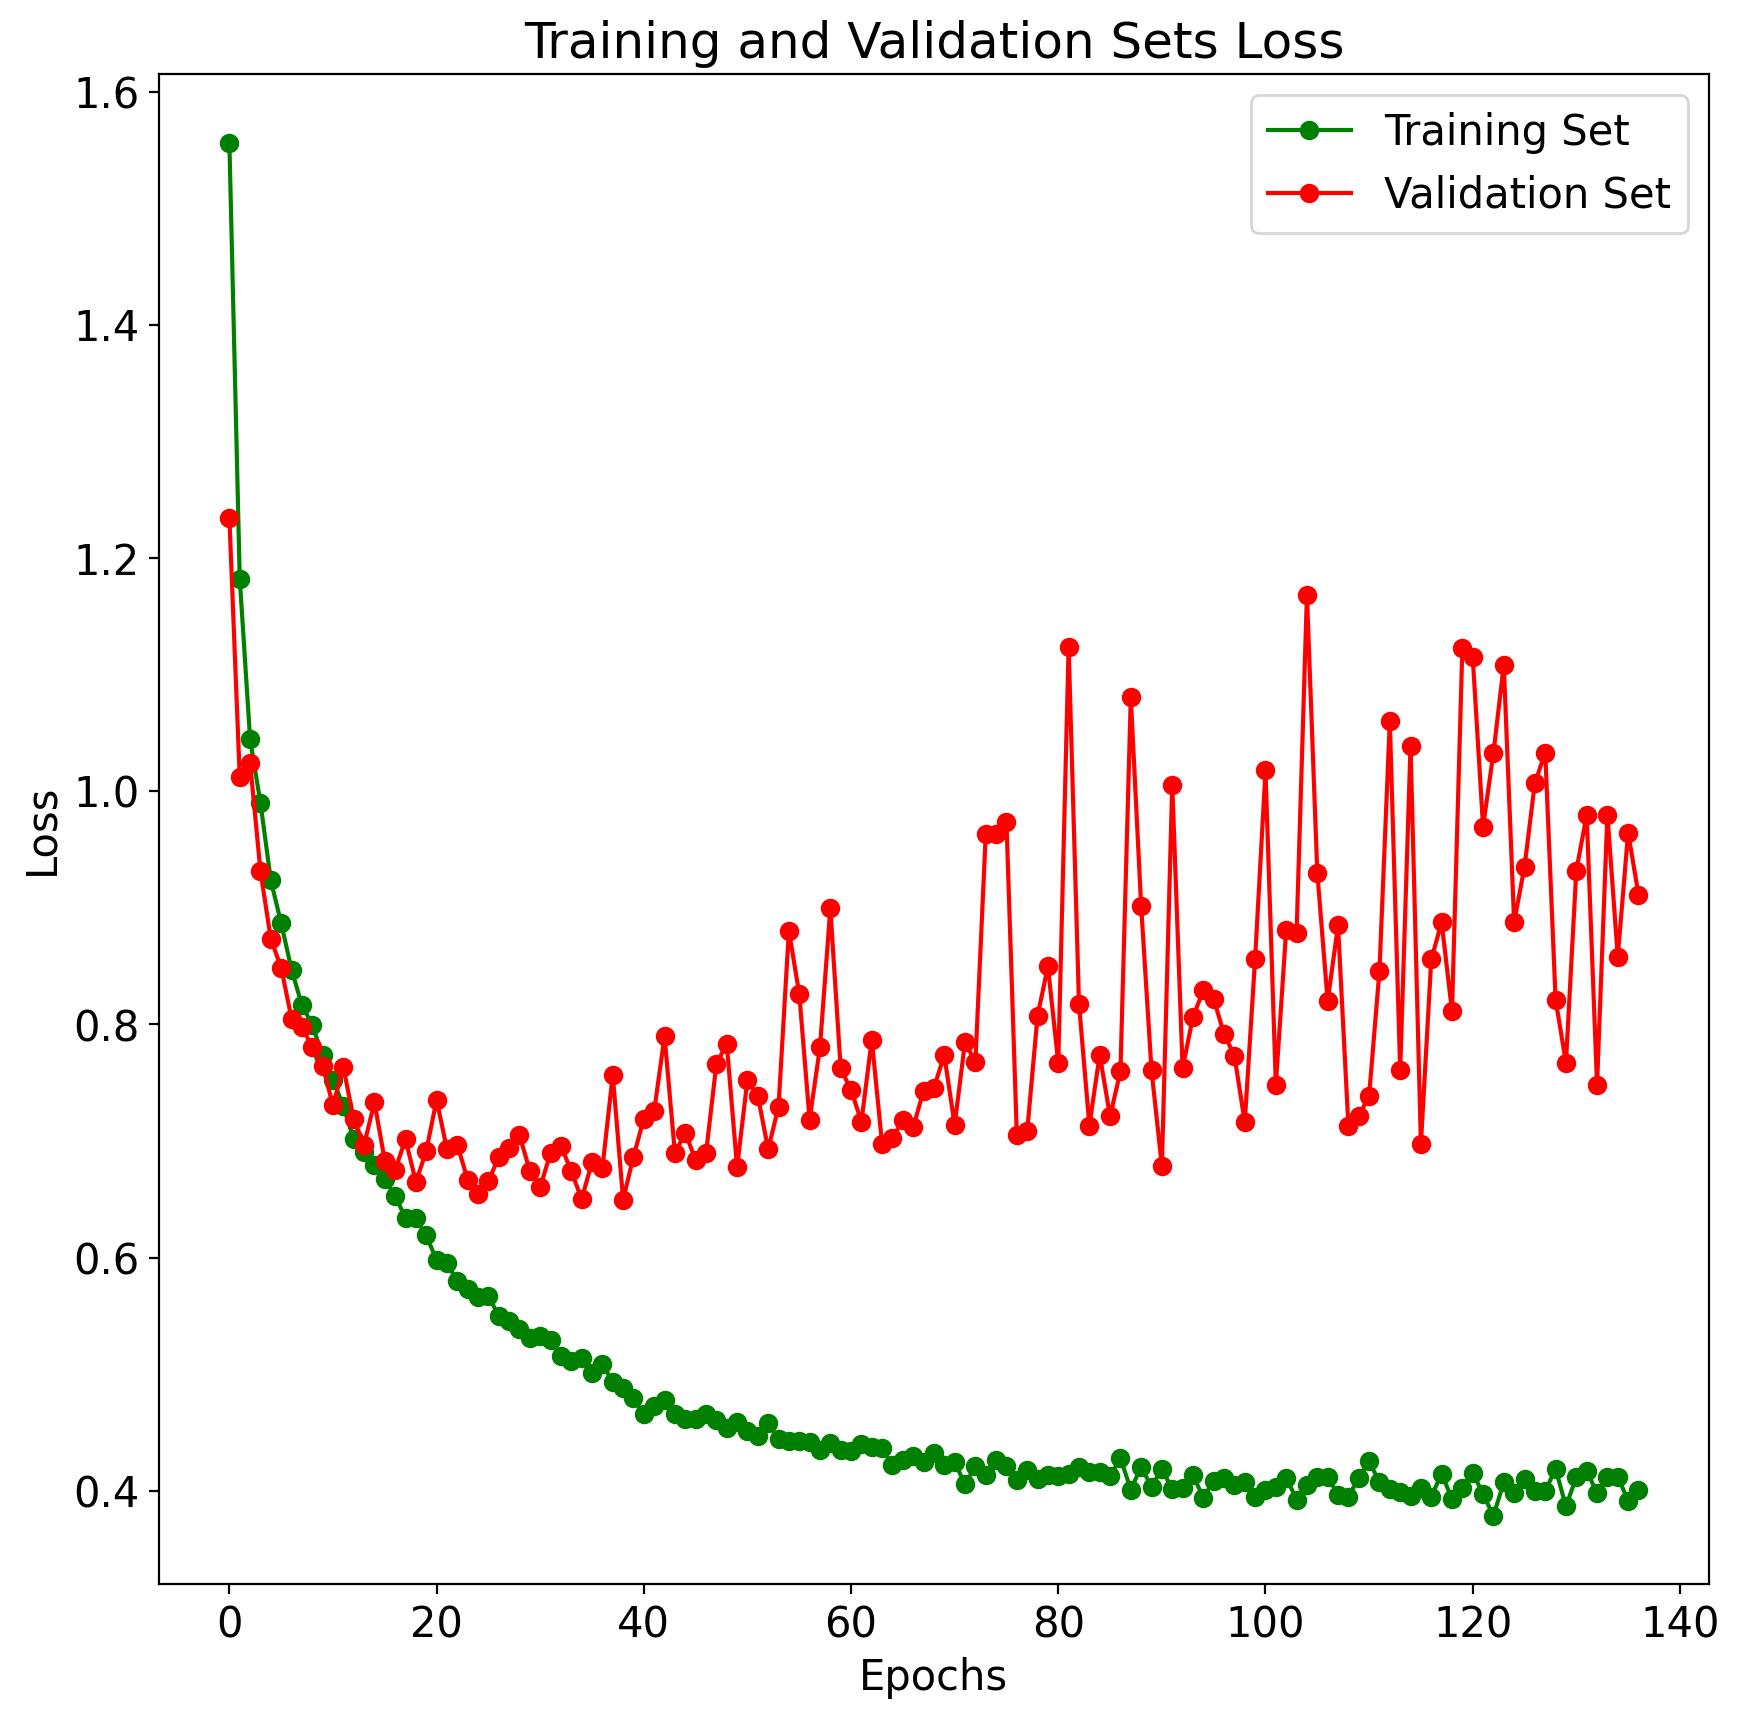 Training and Validation Sets Loss
Training Set
Validation Set
1.6
1.4
1.2
1.0
0.8
0.6
0.4
Loss
0 20 40 60 80 100 120 140
Epochs